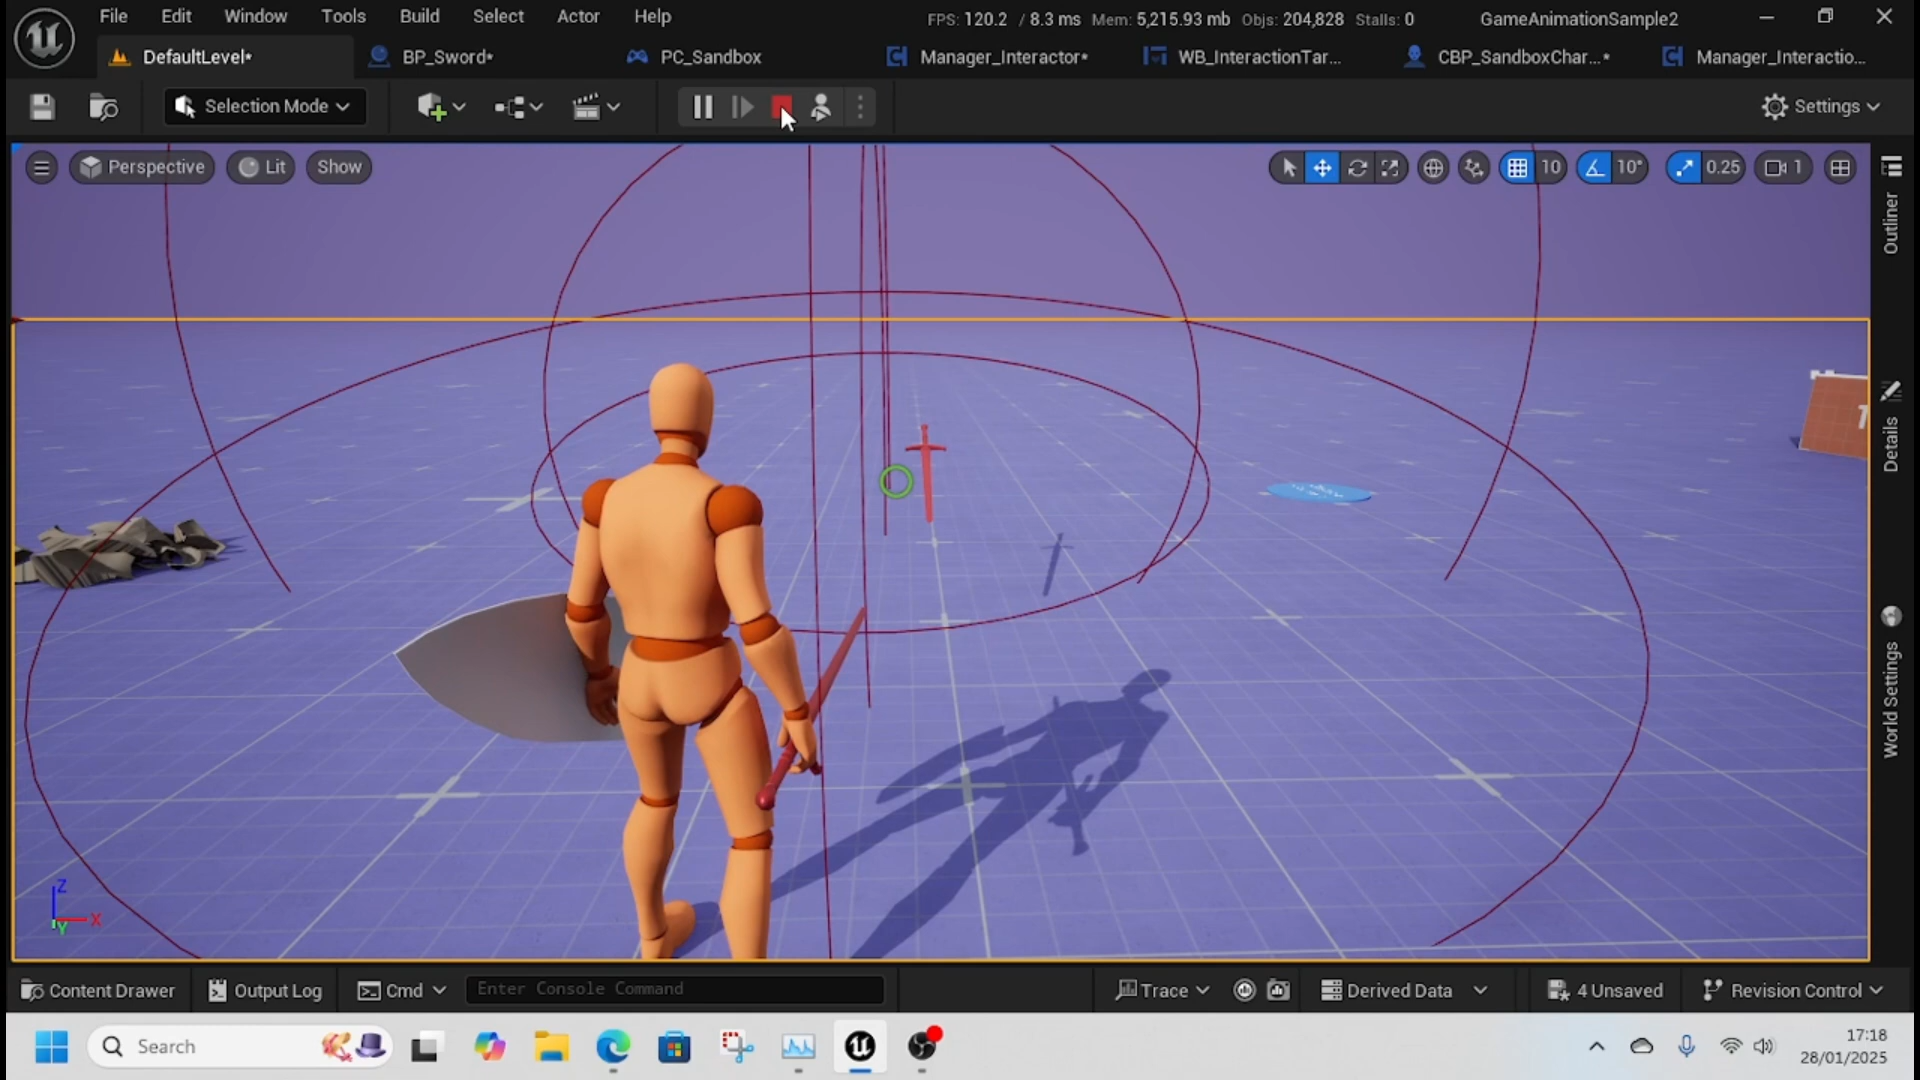 File Edit Window Tools Build Select Actor Help
FPS: 120.2 / 8.3 ms Mem: 5,215.93 mb Objs: 204,828 Stalls: 0
GameAnimationSample2
DefaultLevel*
BP_Sword*
PC_Sandbox
Manager_Interactor*
WB_InteractionTar...
CBP_SandboxChar...*
Manager_Interactio...
Selection Mode
Settings
Perspective
Lit
Show
10
10°
0.25
1
Outliner
Details
World Settings
Z
X
Y
Content Drawer
Output Log
Cmd
Enter Console Command
Trace
Derived Data
4 Unsaved
Revision Control
Search
17:18
28/01/2025